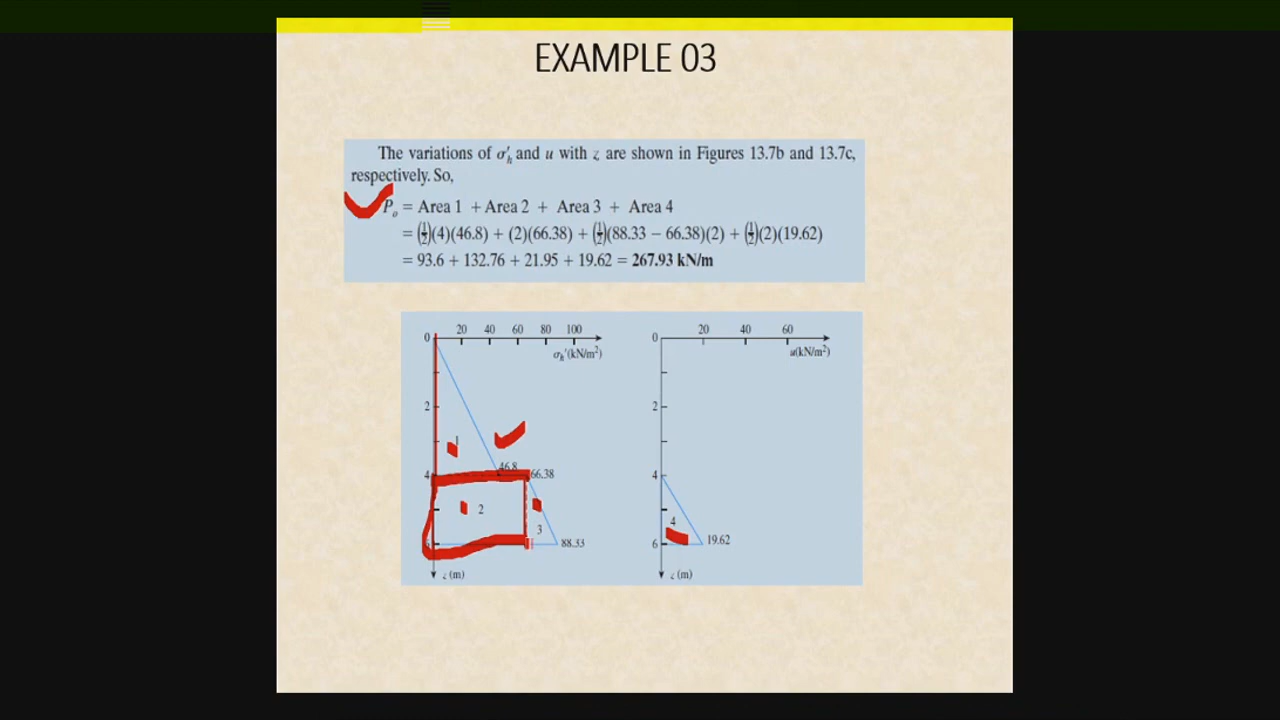 EXAMPLE 03
The variations of σ′h and u with z are shown in Figures 13.7b and 13.7c,
respectively. So,
Po = Area 1 + Area 2 + Area 3 + Area 4
= (1/2)(4)(46.8) + (2)(66.38) + (1/2)(88.33 − 66.38)(2) + (1/2)(2)(19.62)
= 93.6 + 132.76 + 21.95 + 19.62 = 267.93 kN/m
20 40 60 80 100
0
σh′(kN/m²)
2
1
46.8
4
66.38
2
3
6
88.33
z (m)
20 40 60
0
u(kN/m²)
2
4
4
6
19.62
z (m)